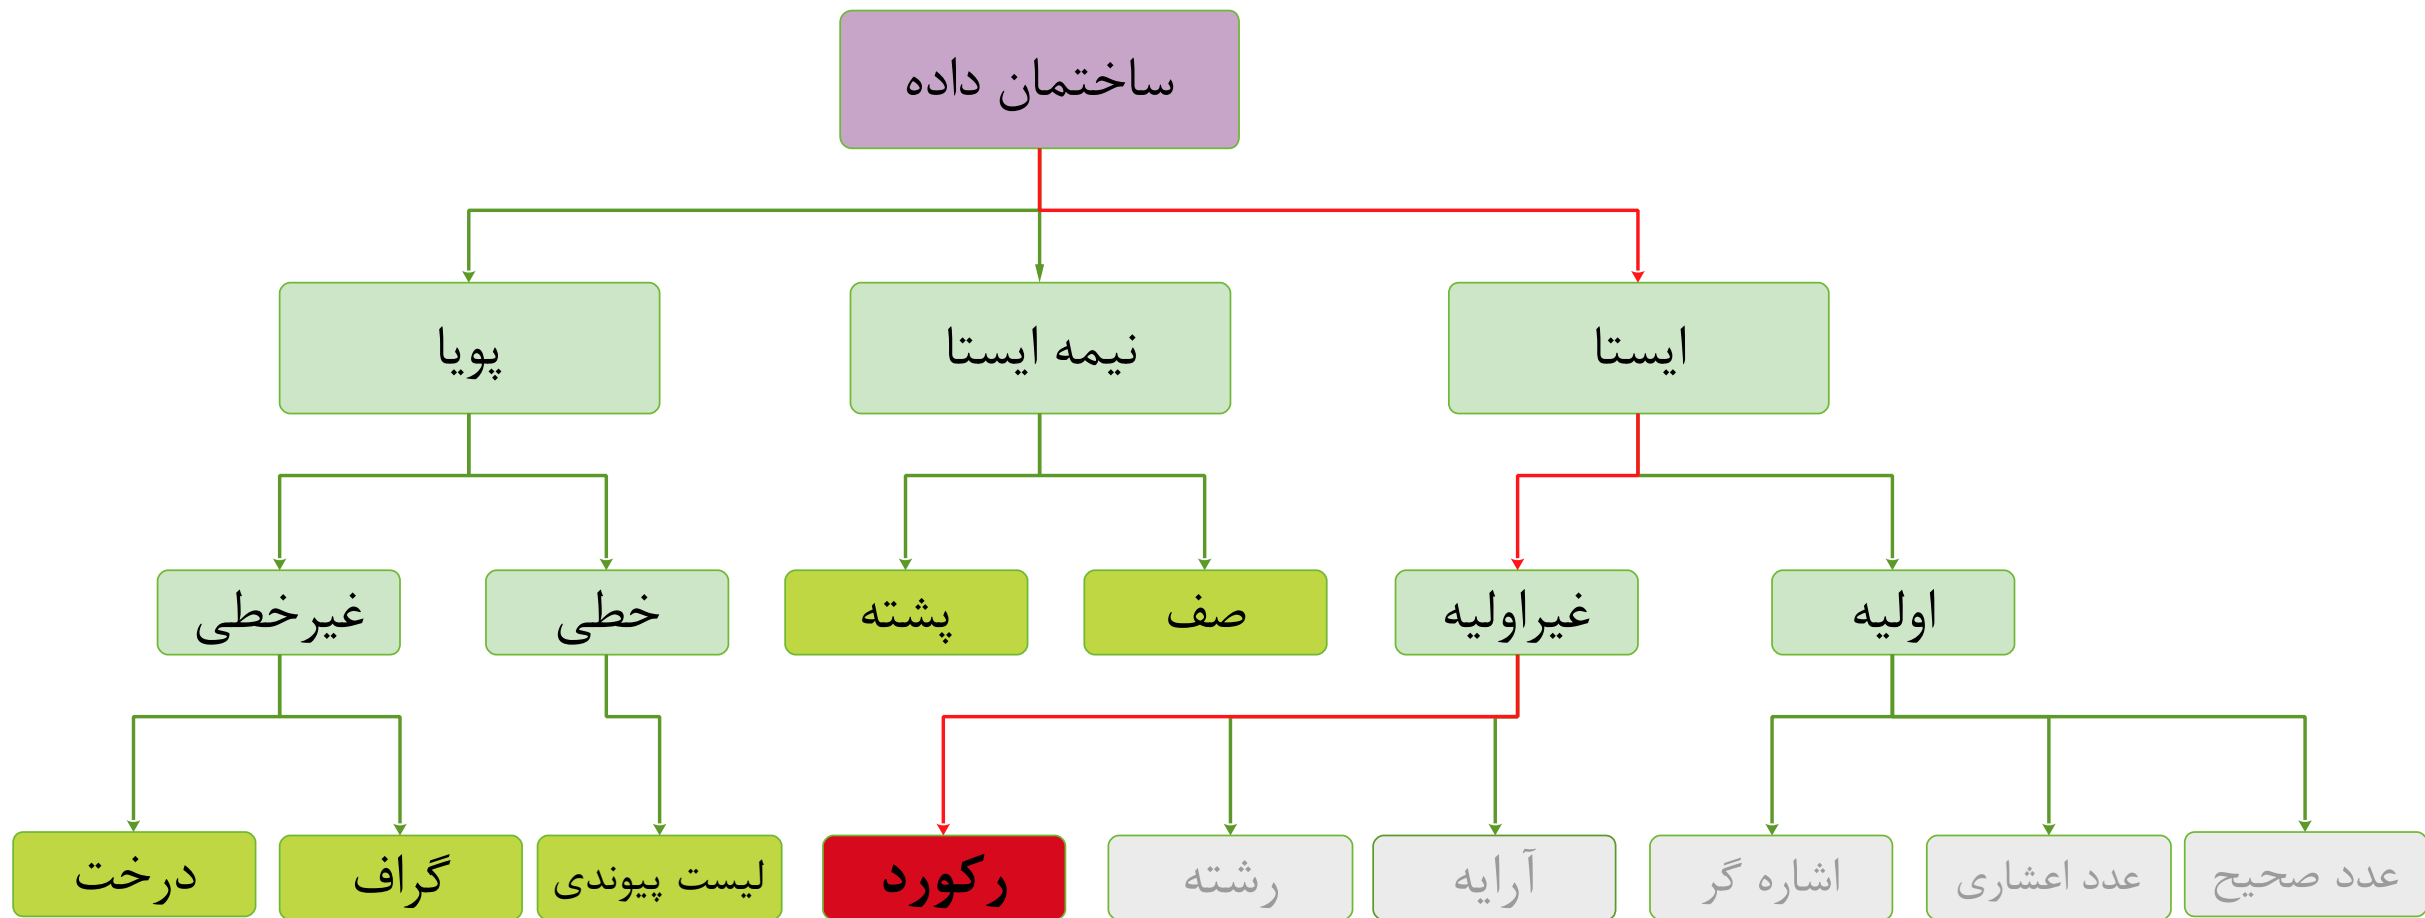 ساختمان داده
ایستا
نیمه ایستا
پویا
اولیه
غیراولیه
صف
پشته
خطی
غیرخطی
عدد صحیح
عدد اعشاری
اشاره گر
آرایه
رشته
رکورد
لیست پیوندی
گراف
درخت